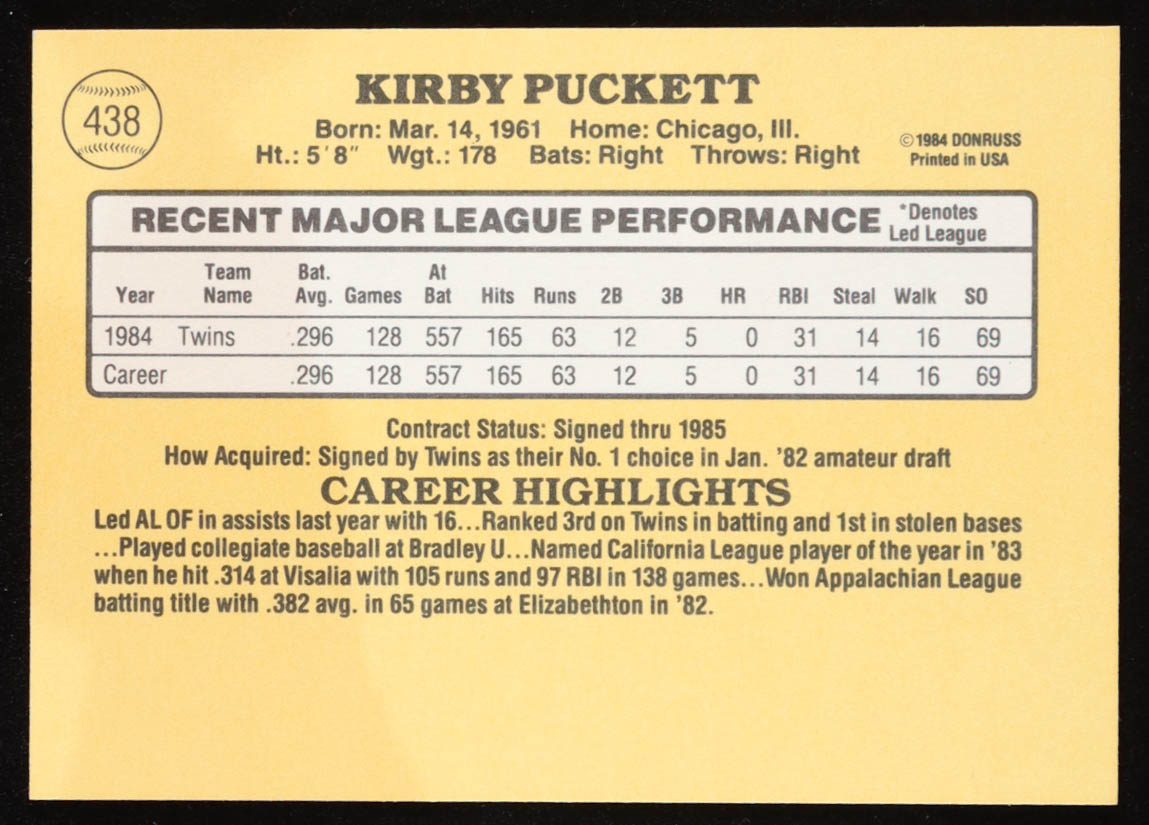 438
KIRBY PUCKETT
Born: Mar. 14, 1961 Home: Chicago, Ill.
Ht.: 5'8" Wgt.: 178 Bats: Right Throws: Right
©1984 DONRUSS
Printed in USA
RECENT MAJOR LEAGUE PERFORMANCE *Denotes Led League
Year Team Name Bat. Avg. Games At Bat Hits Runs 2B 3B HR RBI Steal Walk SO
1984 Twins .296 128 557 165 63 12 5 0 31 14 16 69
Career .296 128 557 165 63 12 5 0 31 14 16 69
Contract Status: Signed thru 1985
How Acquired: Signed by Twins as their No. 1 choice in Jan. '82 amateur draft
CAREER HIGHLIGHTS
Led AL OF in assists last year with 16...Ranked 3rd on Twins in batting and 1st in stolen bases
...Played collegiate baseball at Bradley U...Named California League player of the year in '83
when he hit .314 at Visalia with 105 runs and 97 RBI in 138 games...Won Appalachian League
batting title with .382 avg. in 65 games at Elizabethton in '82.